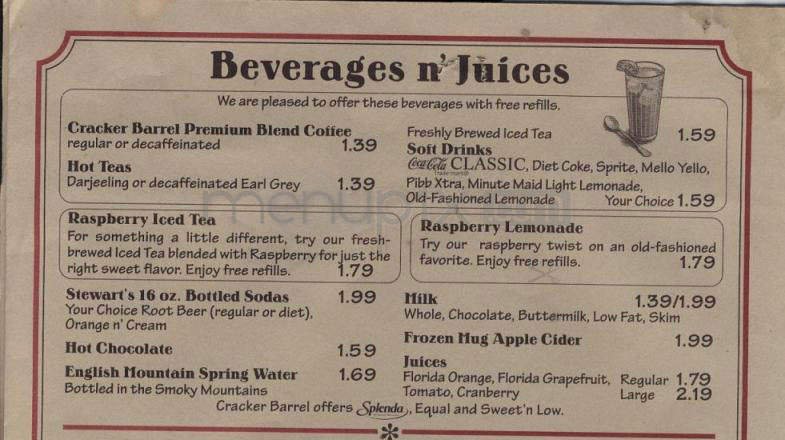 Beverages n' Juices
We are pleased to offer these beverages with free refills.
Cracker Barrel Premium Blend Coffee
regular or decaffeinated 1.39
Hot Teas
Darjeeling or decaffeinated Earl Grey 1.39
Freshly Brewed Iced Tea 1.59
Soft Drinks
Coca-Cola CLASSIC, Diet Coke, Sprite, Mello Yello,
Pibb Xtra, Minute Maid Light Lemonade,
Old-Fashioned Lemonade Your Choice 1.59
Raspberry Iced Tea
For something a little different, try our fresh-
brewed Iced Tea blended with Raspberry for just the
right sweet flavor. Enjoy free refills. 1.79
Raspberry Lemonade
Try our raspberry twist on an old-fashioned
favorite. Enjoy free refills. 1.79
Stewart's 16 oz. Bottled Sodas 1.99
Your Choice Root Beer (regular or diet),
Orange n' Cream
Hot Chocolate 1.59
English Mountain Spring Water 1.69
Bottled in the Smoky Mountains
Milk 1.39/1.99
Whole, Chocolate, Buttermilk, Low Fat, Skim
Frozen Mug Apple Cider 1.99
Juices
Florida Orange, Florida Grapefruit, Regular 1.79
Tomato, Cranberry Large 2.19
Cracker Barrel offers Splenda, Equal and Sweet'n Low.